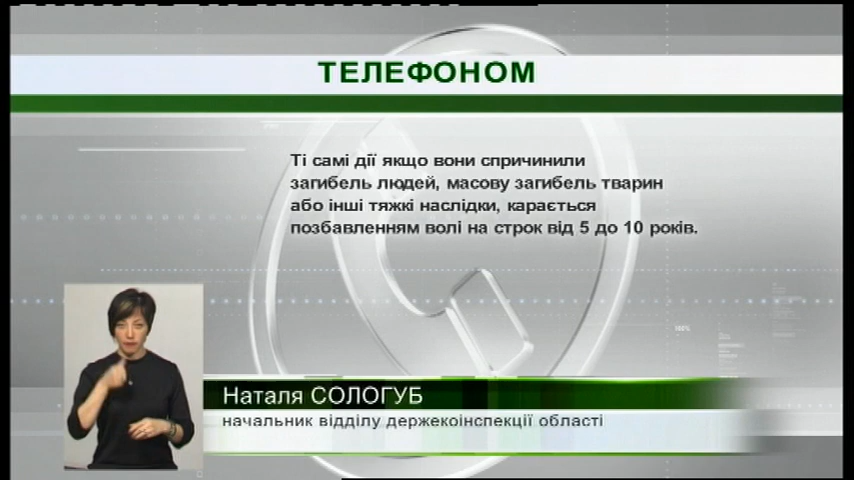 ТЕЛЕФОНОМ
Ті самі дії якщо вони спричинили
загибель людей, масову загибель тварин
або інші тяжкі наслідки, карається
позбавленням волі на строк від 5 до 10 років.
100%
Наталя СОЛОГУБ
начальник відділу держекоінспекції області